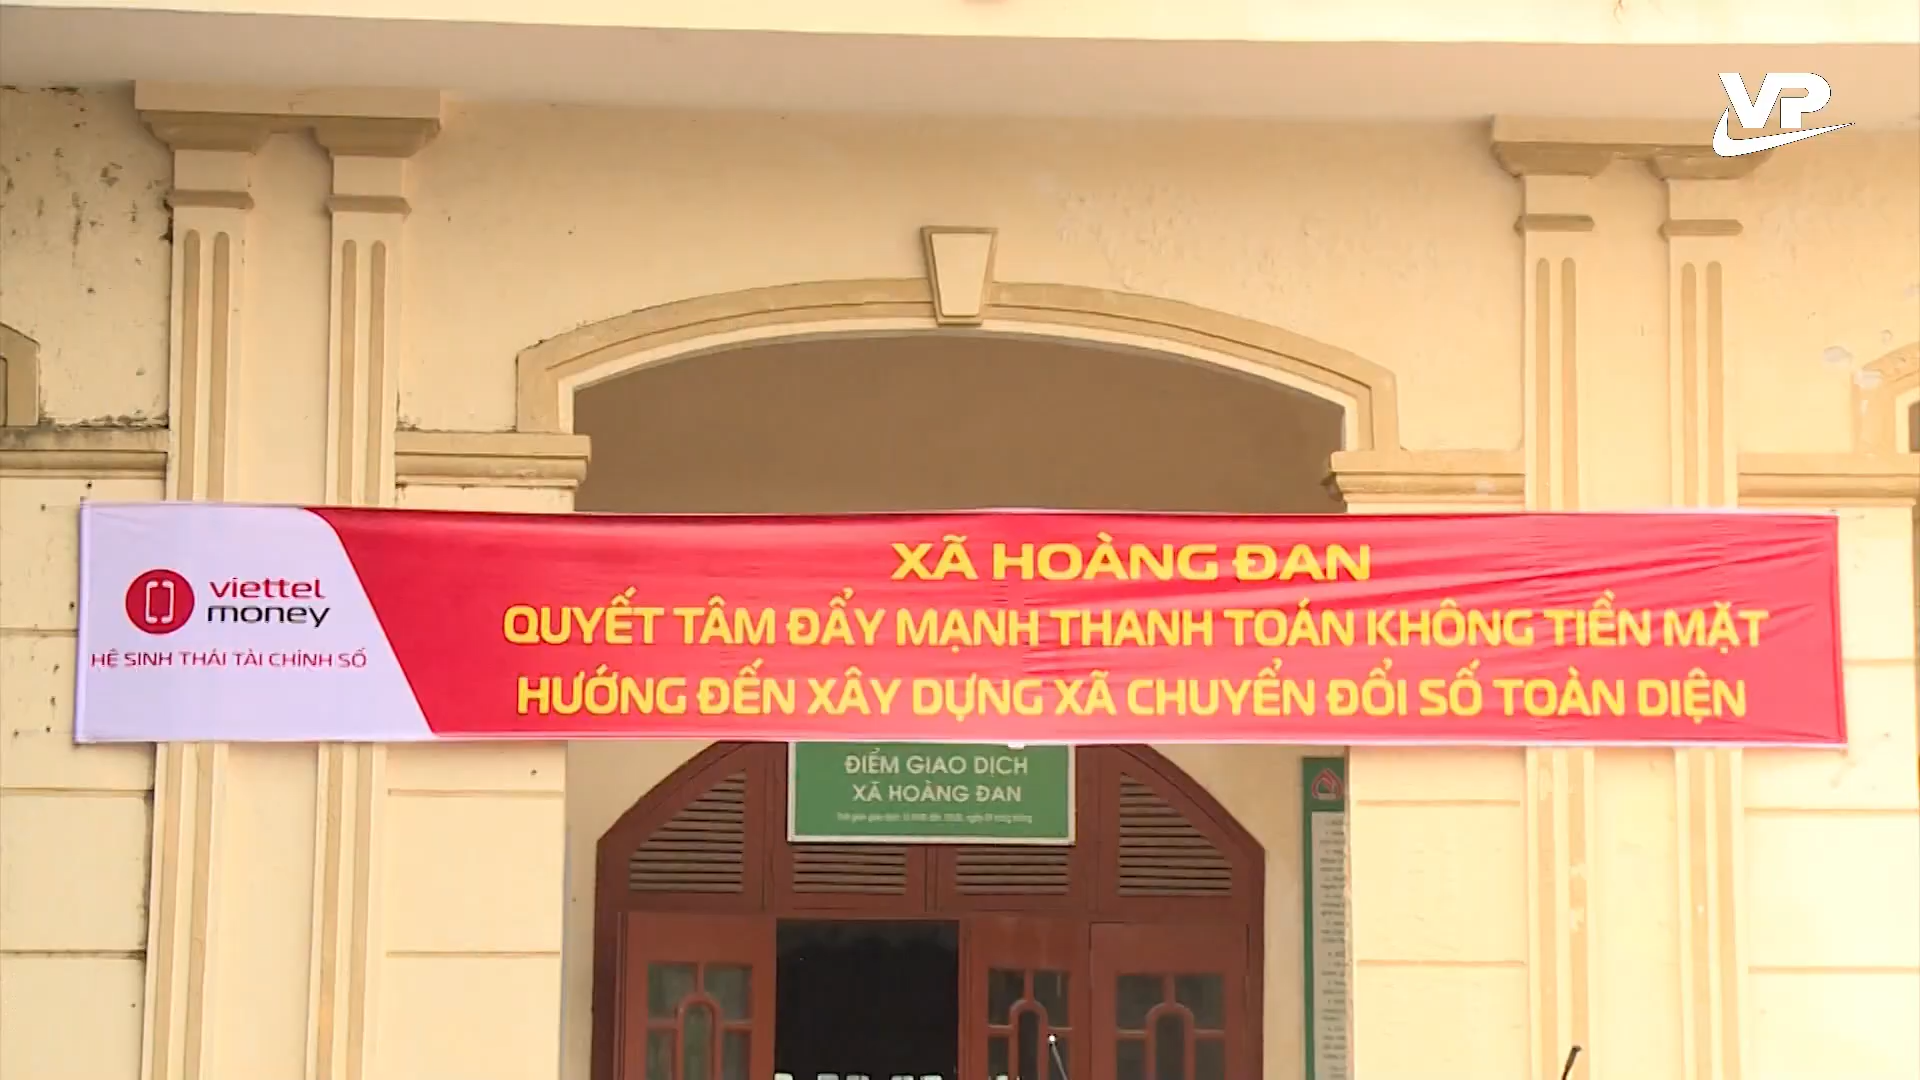 VP
XÃ HOÀNG ĐAN
QUYẾT TÂM ĐẨY MẠNH THANH TOÁN KHÔNG TIỀN MẶT
HƯỚNG ĐẾN XÂY DỰNG XÃ CHUYỂN ĐỔI SỐ TOÀN DIỆN
viettel
money
HỆ SINH THÁI TÀI CHÍNH SỐ
ĐIỂM GIAO DỊCH
XÃ HOÀNG ĐAN